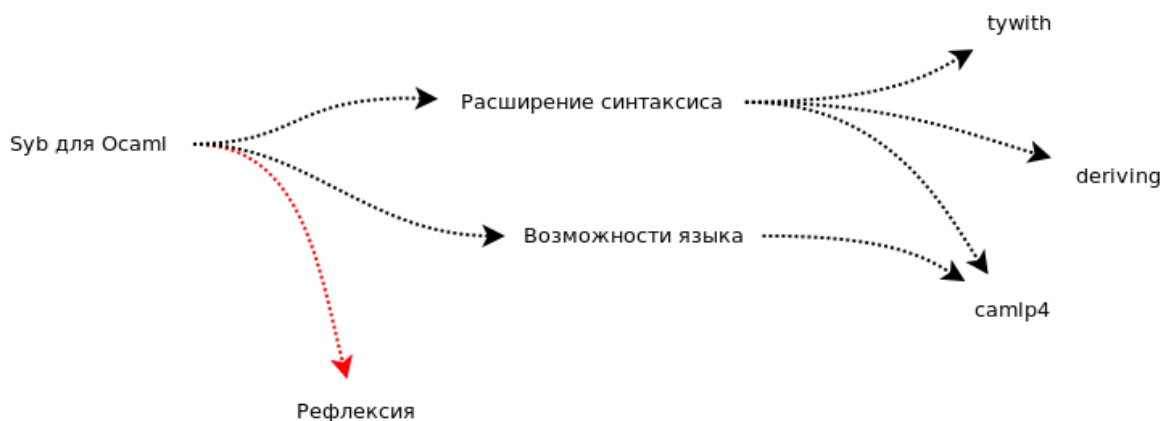 tywith
Расширение синтаксиса
Syb для Ocaml
deriving
Возможности языка
camlp4
Рефлексия